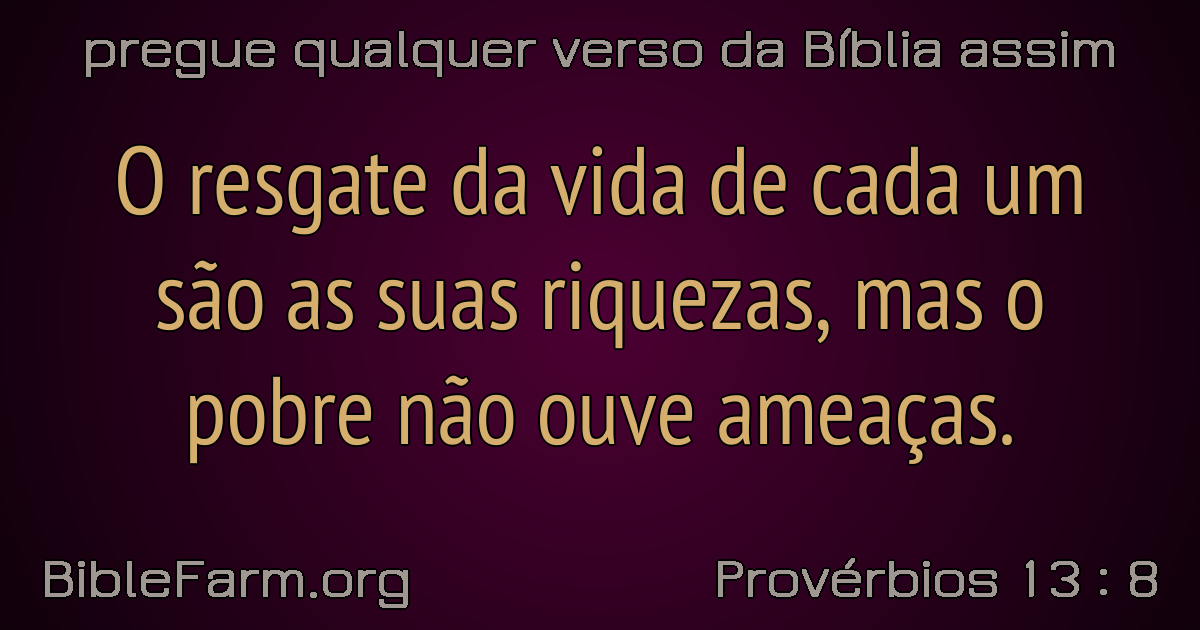 pregue qualquer verso da Bíblia assim
O resgate da vida de cada um
são as suas riquezas, mas o
pobre não ouve ameaças.
BibleFarm.org
Provérbios 13 : 8